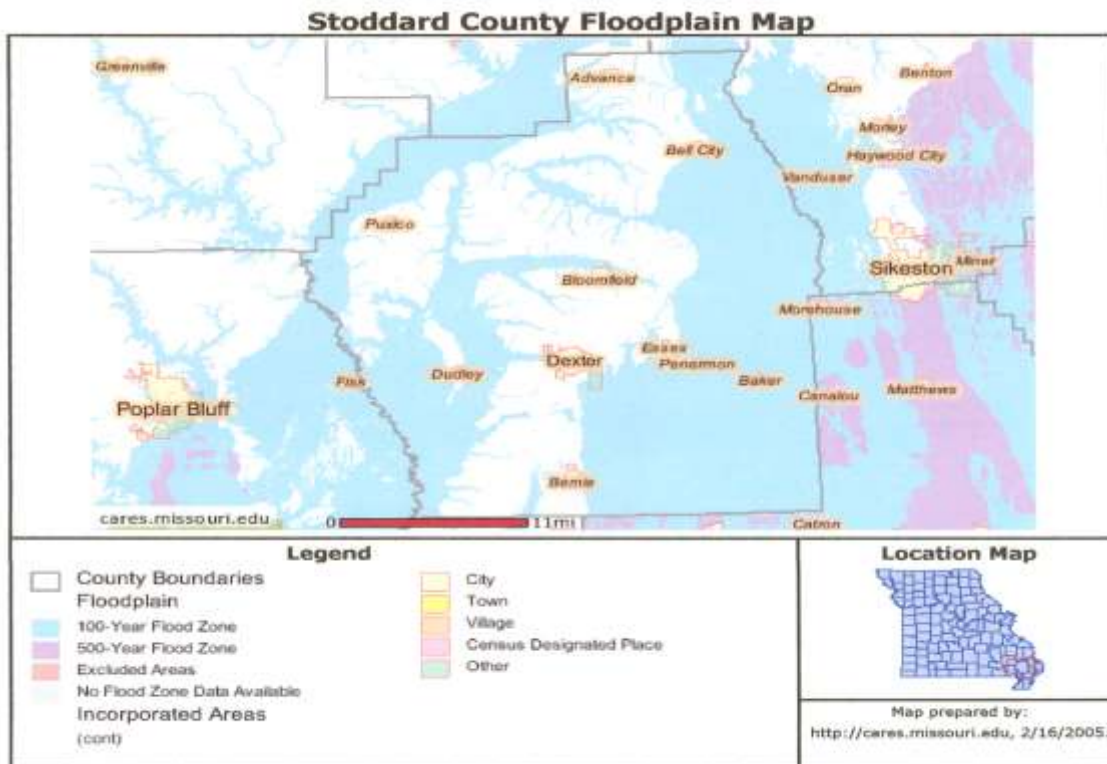 Stoddard County Floodplain Map
Greenville
Advance
Benton
Oran
Morley
Bell City
Haywood City
Vanduser
Puxico
Sikeston
Miner
Bloomfield
Morehouse
Essex
Dexter
Penermon
Dudley
Fisk
Baker
Matthews
Canalou
Poplar Bluff
Bernie
cares.missouri.edu
0 11mi
Catron
Legend
County Boundaries
Floodplain
100-Year Flood Zone
500-Year Flood Zone
Excluded Areas
No Flood Zone Data Available
Incorporated Areas
(cont)
City
Town
Village
Census Designated Place
Other
Location Map
Map prepared by:
http://cares.missouri.edu, 2/16/2005.